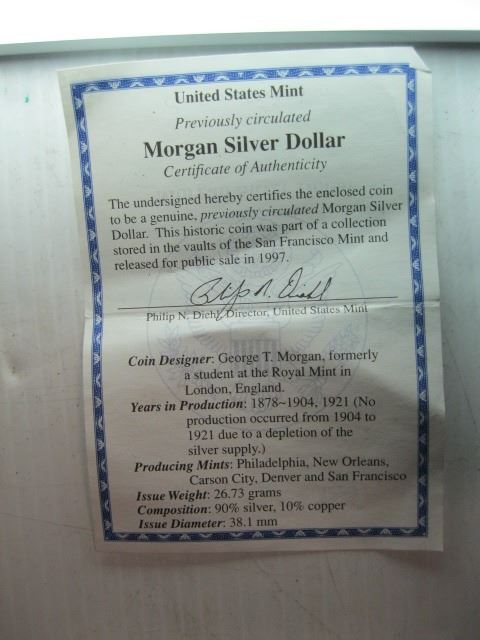 United States Mint
Previously circulated
Morgan Silver Dollar
Certificate of Authenticity
The undersigned hereby certifies the enclosed coin
to be a genuine, previously circulated Morgan Silver
Dollar. This historic coin was part of a collection
stored in the vaults of the San Francisco Mint and
released for public sale in 1997.
Philip N. Diehl
Philip N. Diehl, Director, United States Mint
Coin Designer: George T. Morgan, formerly
a student at the Royal Mint in
London, England.
Years in Production: 1878~1904, 1921 (No
production occurred from 1904 to
1921 due to a depletion of the
silver supply.)
Producing Mints: Philadelphia, New Orleans,
Carson City, Denver and San Francisco
Issue Weight: 26.73 grams
Composition: 90% silver, 10% copper
Issue Diameter: 38.1 mm